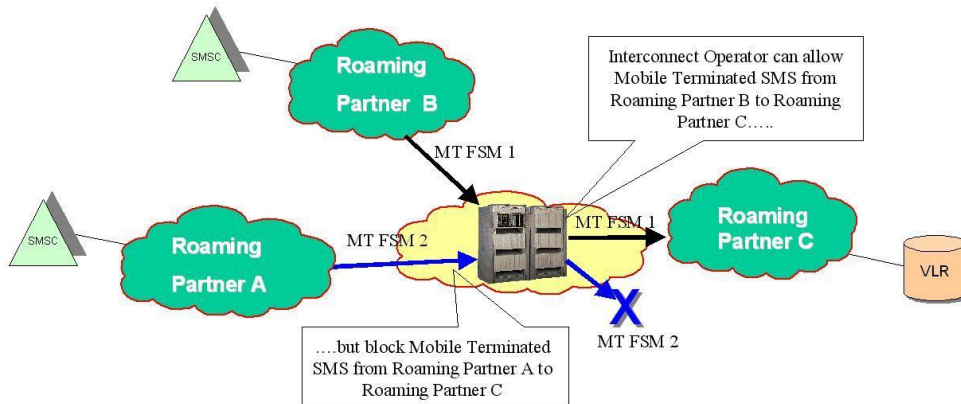 SMSC
Roaming
Partner B
Interconnect Operator can allow
Mobile Terminated SMS from
Roaming Partner B to Roaming
Partner C.....
MT FSM 1
SMSC
Roaming
Partner A
MT FSM 2
MT FSM 1
Roaming
Partner C
VLR
X
MT FSM 2
....but block Mobile Terminated
SMS from Roaming Partner A to
Roaming Partner C